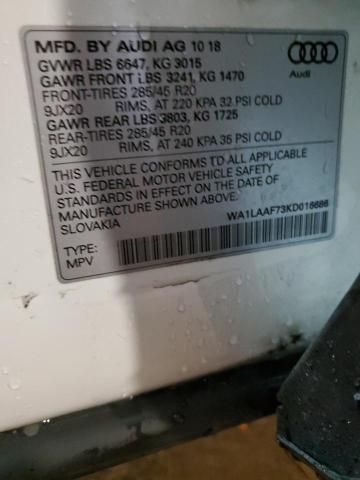 MFD. BY AUDI AG 10 18
GVWR LBS 6647, KG 3015
GAWR FRONT LBS 3241, KG 1470
FRONT-TIRES 285/45 R20
9JX20 RIMS, AT 220 KPA 32 PSI COLD
GAWR REAR LBS 3803, KG 1725
REAR-TIRES 285/45 R20
9JX20 RIMS, AT 240 KPA 35 PSI COLD
Audi
THIS VEHICLE CONFORMS TO ALL APPLICABLE
U.S. FEDERAL MOTOR VEHICLE SAFETY
STANDARDS IN EFFECT ON THE DATE OF
MANUFACTURE SHOWN ABOVE.
SLOVAKIA
WA1LAAF73KD016686
TYPE:
MPV